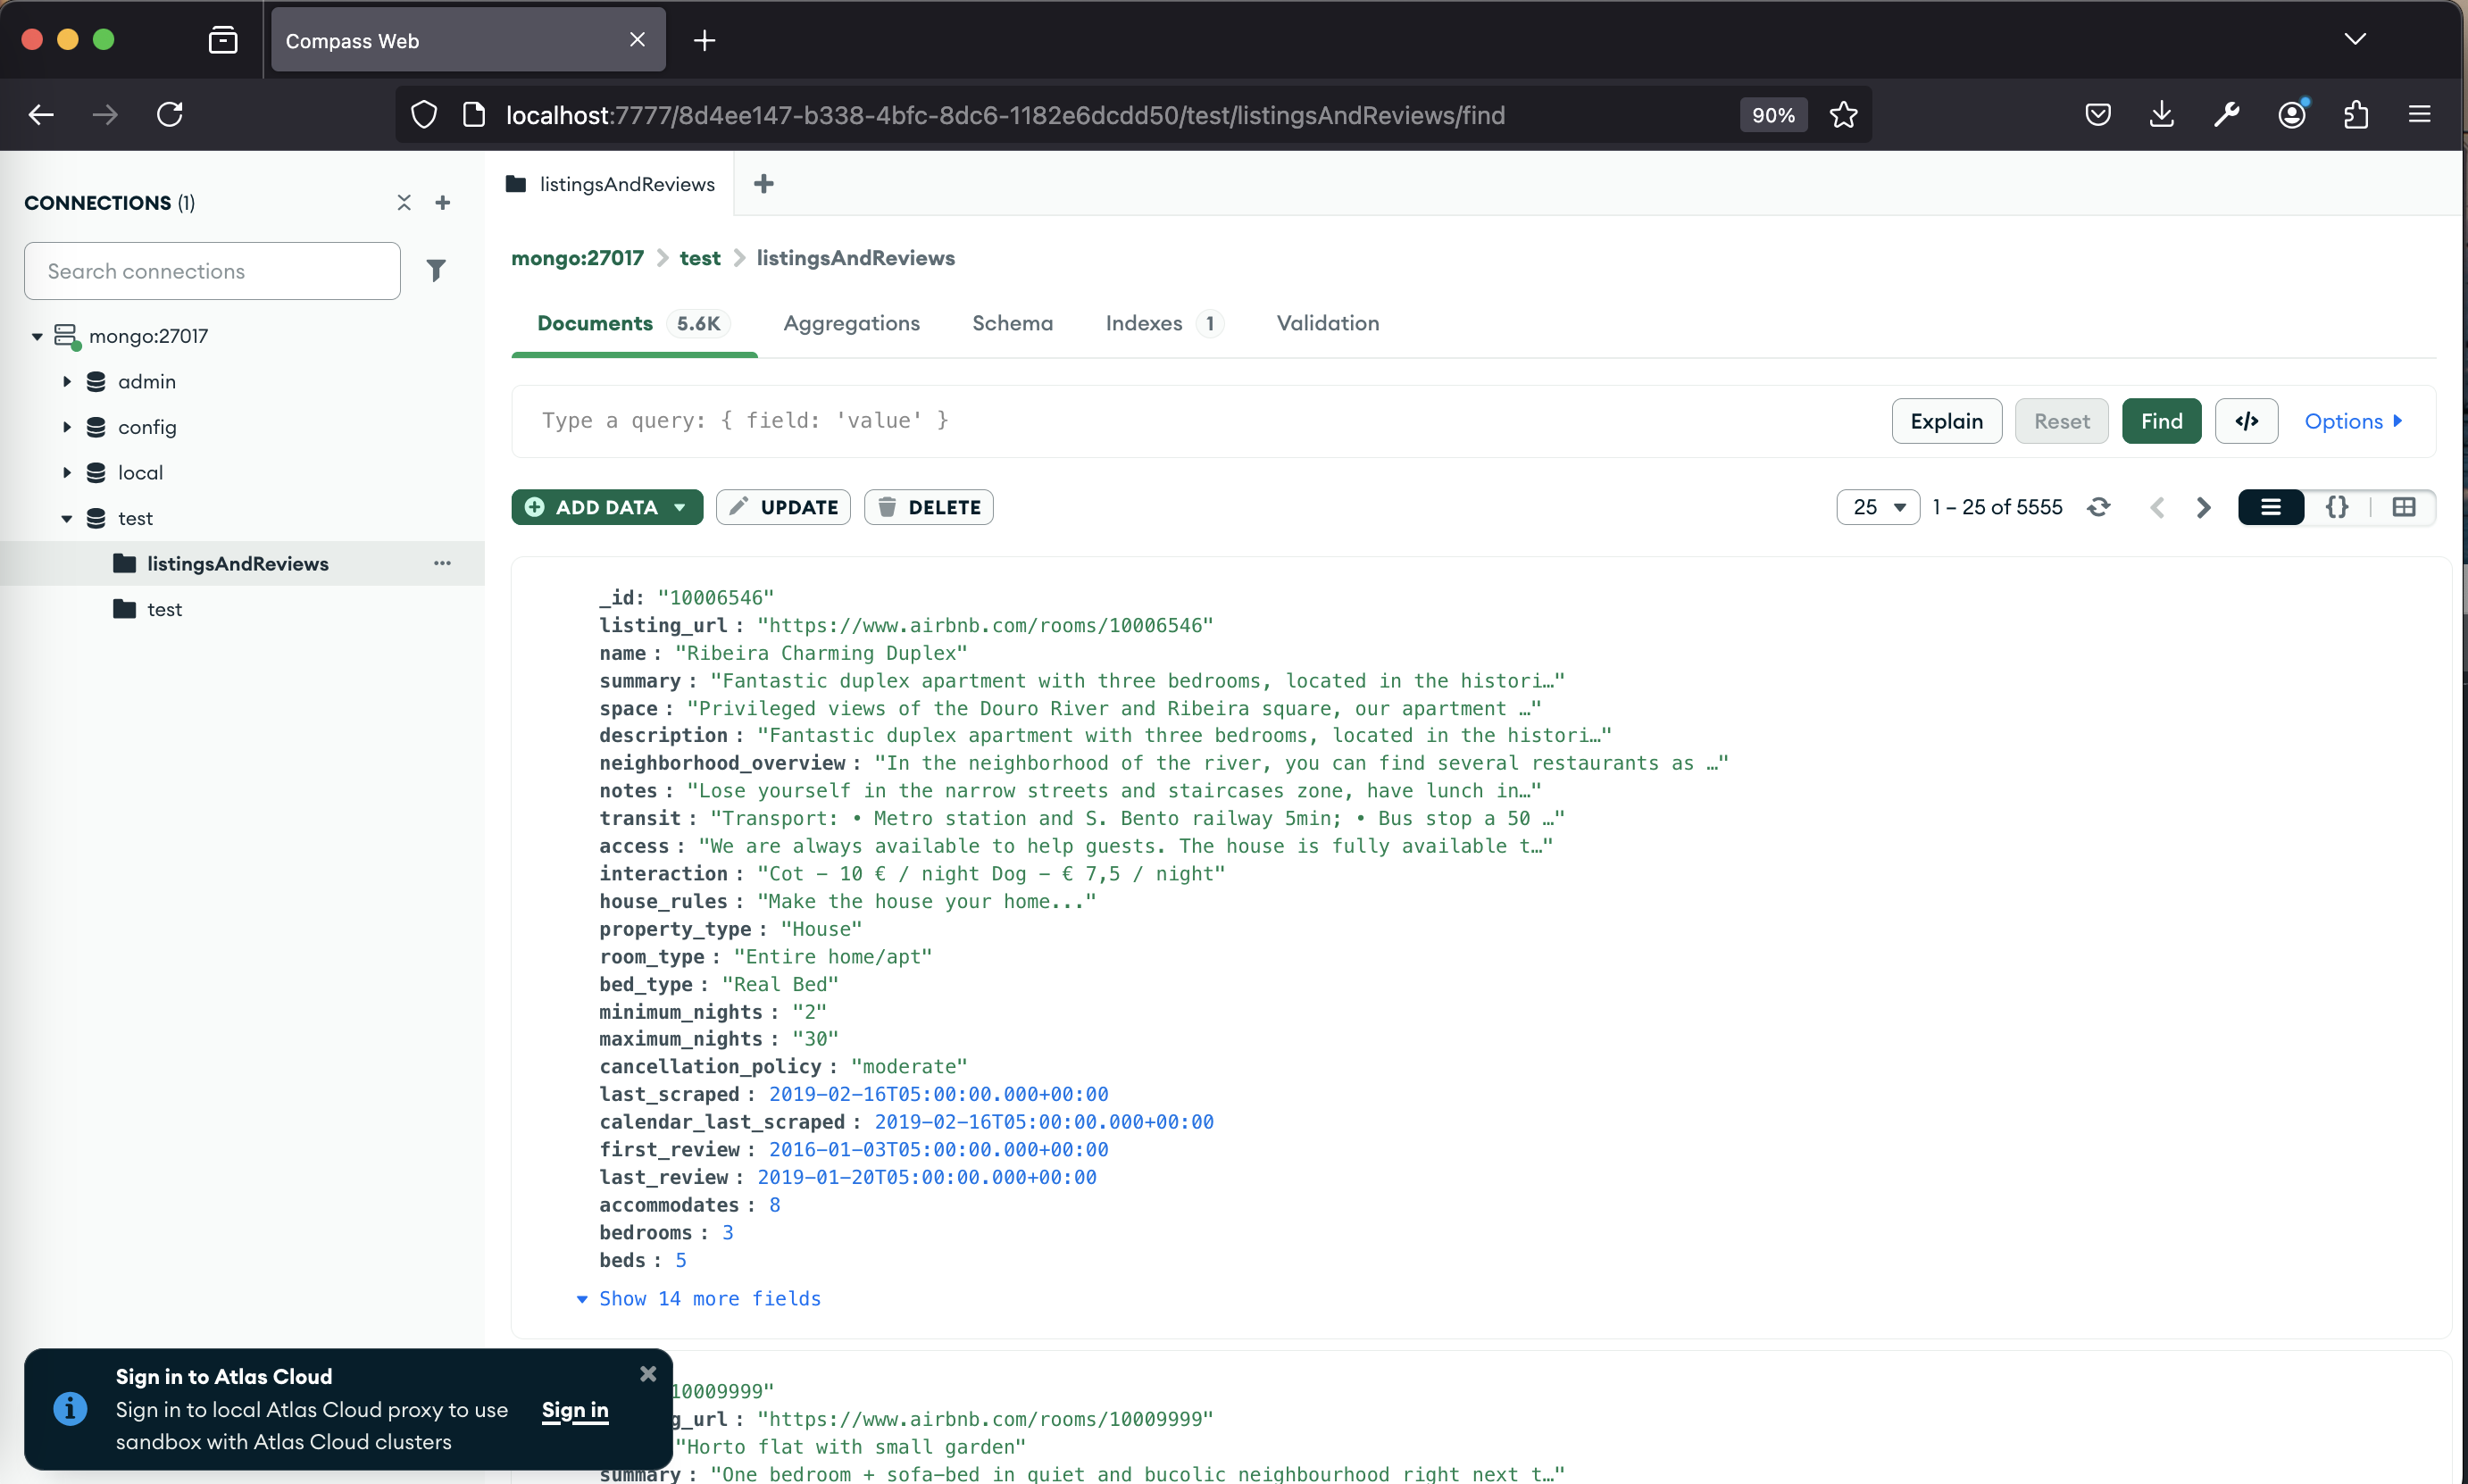 Compass Web
localhost:7777/8d4ee147-b338-4bfc-8dc6-1182e6dcdd50/test/listingsAndReviews/find
90%
CONNECTIONS (1)
Search connections
mongo:27017
admin
config
local
test
listingsAndReviews
test
listingsAndReviews
mongo:27017 > test > listingsAndReviews
Documents 5.6K Aggregations Schema Indexes 1 Validation
Type a query: { field: 'value' }
Explain Reset Find </> Options
ADD DATA UPDATE DELETE
25 1 – 25 of 5555 {}
_id: "10006546"
listing_url : "https://www.airbnb.com/rooms/10006546"
name : "Ribeira Charming Duplex"
summary : "Fantastic duplex apartment with three bedrooms, located in the histori…"
space : "Privileged views of the Douro River and Ribeira square, our apartment …"
description : "Fantastic duplex apartment with three bedrooms, located in the histori…"
neighborhood_overview : "In the neighborhood of the river, you can find several restaurants as …"
notes : "Lose yourself in the narrow streets and staircases zone, have lunch in…"
transit : "Transport: • Metro station and S. Bento railway 5min; • Bus stop a 50 …"
access : "We are always available to help guests. The house is fully available t…"
interaction : "Cot - 10 € / night Dog - € 7,5 / night"
house_rules : "Make the house your home..."
property_type : "House"
room_type : "Entire home/apt"
bed_type : "Real Bed"
minimum_nights : "2"
maximum_nights : "30"
cancellation_policy : "moderate"
last_scraped : 2019-02-16T05:00:00.000+00:00
calendar_last_scraped : 2019-02-16T05:00:00.000+00:00
first_review : 2016-01-03T05:00:00.000+00:00
last_review : 2019-01-20T05:00:00.000+00:00
accommodates : 8
bedrooms : 3
beds : 5
Show 14 more fields
10009999"
g_url : "https://www.airbnb.com/rooms/10009999"
"Horto flat with small garden"
summary : "One bedroom + sofa-bed in quiet and bucolic neighbourhood right next t…"
Sign in to Atlas Cloud
Sign in to local Atlas Cloud proxy to use
sandbox with Atlas Cloud clusters
Sign in